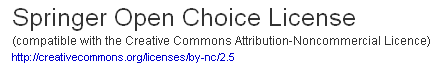 Springer Open Choice License
(compatible with the Creative Commons Attribution-Noncommercial Licence)
http://creativecommons.org/licenses/by-nc/2.5